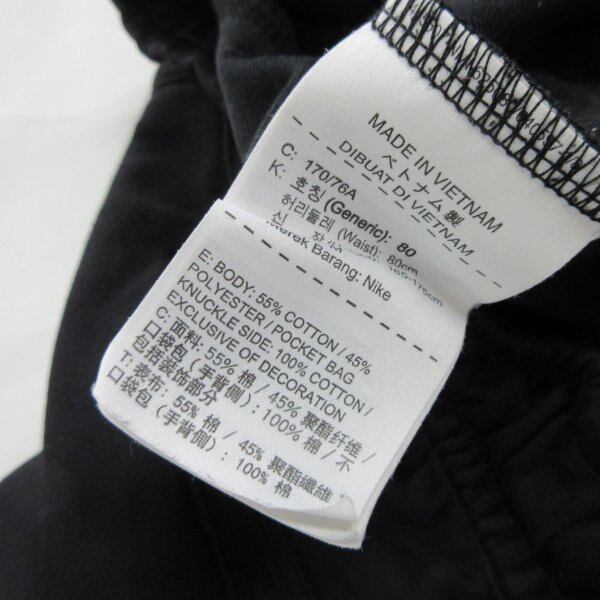 MADE IN VIETNAM
ベトナム製
DIBUAT DI VIETNAM
C: 170/76A
K:
호칭 (Generic): 80
허리둘레 (Waist): 80cm
신
Merek Barang: Nike
E: BODY: 55% COTTON / 45%
POLYESTER / POCKET BAG
KNUCKLE SIDE: 100% COTTON /
EXCLUSIVE OF DECORATION
C: 面料: 55% 棉 / 45% 聚酯纤维/
口袋包 (手背侧): 100% 棉 / 不
包括装饰部分
T: 表布: 55% 棉 / 45% 聚酯纖維/
口袋包 (手背側): 100% 棉